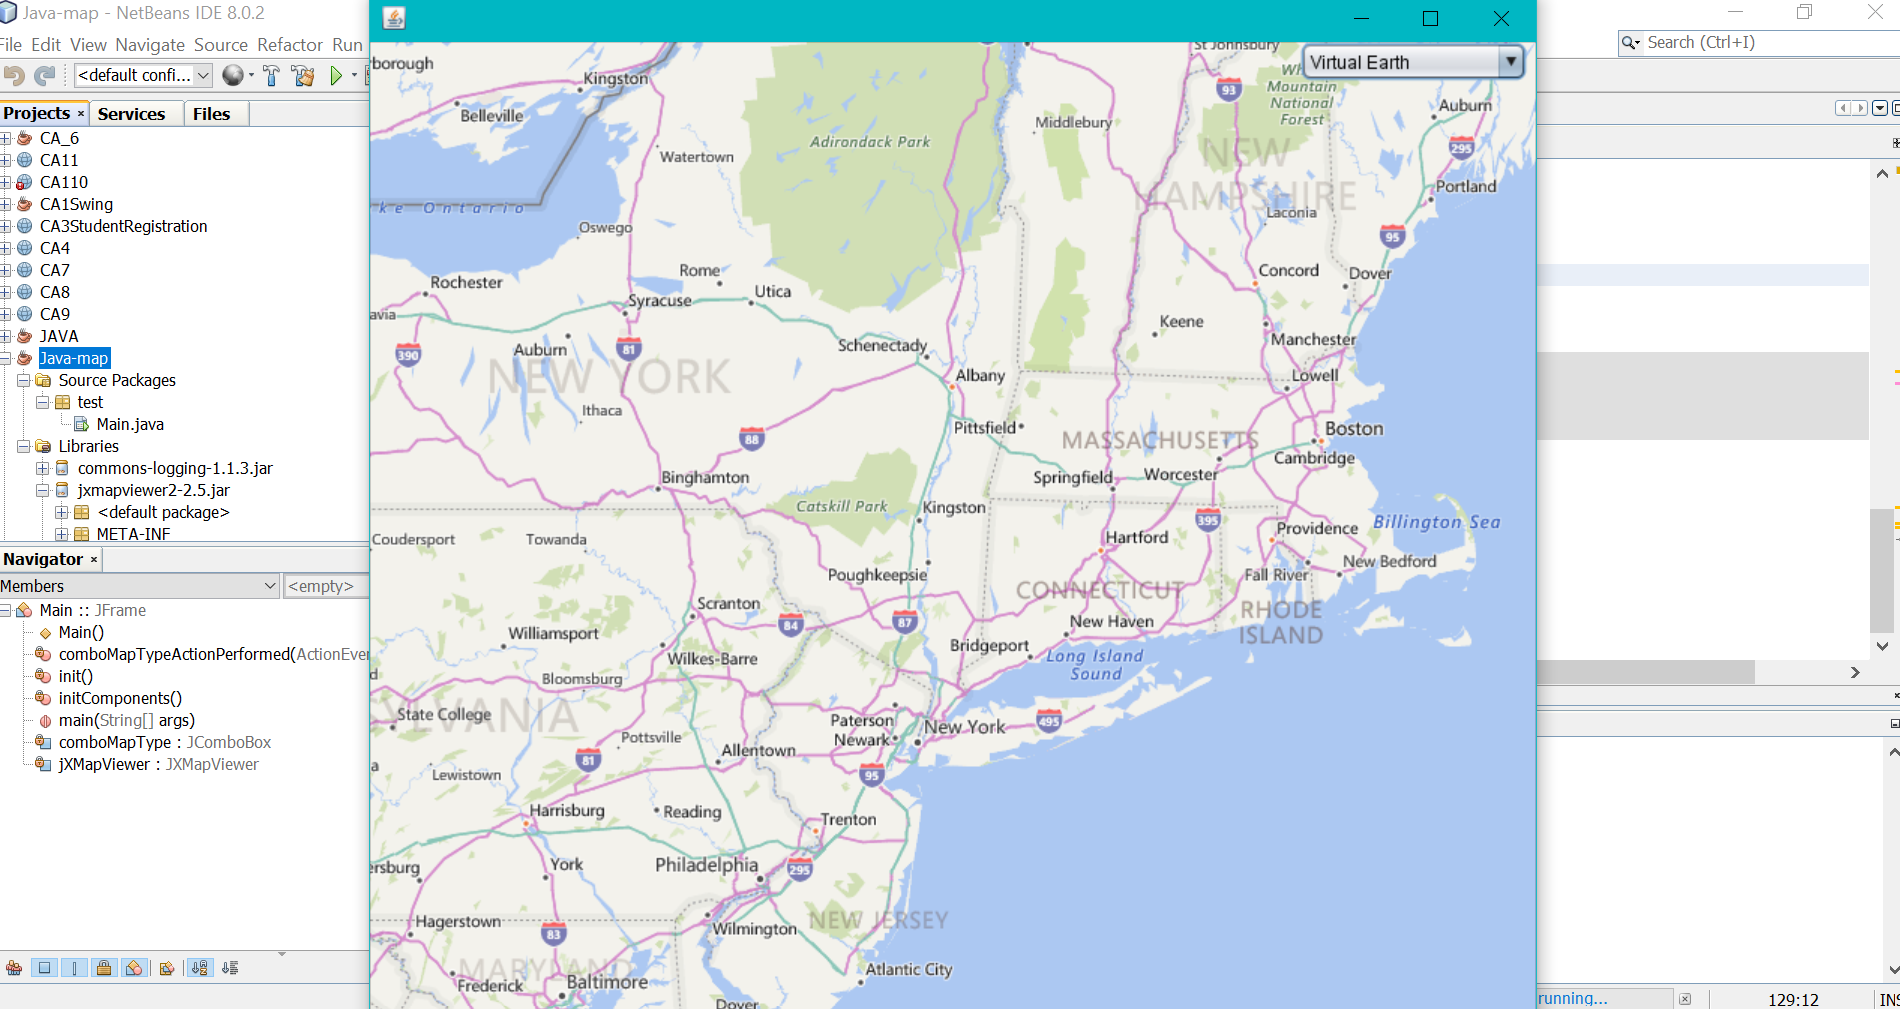 Java-map - NetBeans IDE 8.0.2
File Edit View Navigate Source Refactor Run
Search (Ctrl+I)
<default confi...
Projects × Services Files
CA_6
CA11
CA110
CA1Swing
CA3StudentRegistration
CA4
CA7
CA8
CA9
JAVA
Java-map
Source Packages
test
Main.java
Libraries
commons-logging-1.1.3.jar
jxmapviewer2-2.5.jar
<default package>
META-INF
Navigator ×
Members <empty>
Main :: JFrame
Main()
comboMapTypeActionPerformed(ActionEve
init()
initComponents()
main(String[] args)
comboMapType : JComboBox
jXMapViewer : JXMapViewer
Virtual Earth
St Johnsbury
rborough
Kingston
93
Mountain
National
Forest
Auburn
Belleville
Middlebury
Adirondack Park
295
Watertown
NEW
HAMPSHIRE
Portland
ke Ontario
Laconia
Oswego
95
Rome
Concord
Dover
Rochester
Utica
Syracuse
avia
Keene
Manchester
390
Auburn
81
Schenectady
NEW YORK
Albany
Lowell
Ithaca
Pittsfield
Boston
88
MASSACHUSETTS
Cambridge
Binghamton
Springfield
Worcester
Catskill Park
Kingston
395
Providence
Billington Sea
Coudersport
Towanda
Hartford
New Bedford
Poughkeepsie
Fall River
CONNECTICUT
Scranton
RHODE
ISLAND
84
87
New Haven
Williamsport
Bridgeport
Wilkes-Barre
Long Island
Sound
Bloomsburg
d
State College
VANIA
Paterson
495
Newark
New York
Pottsville
Allentown
81
a
Lewistown
95
Harrisburg
Reading
Trenton
ersburg
York
Philadelphia
295
Hagerstown
NEW JERSEY
83
Wilmington
MARYLAND
Atlantic City
Frederick
Baltimore
Dover
running...
129:12
INS